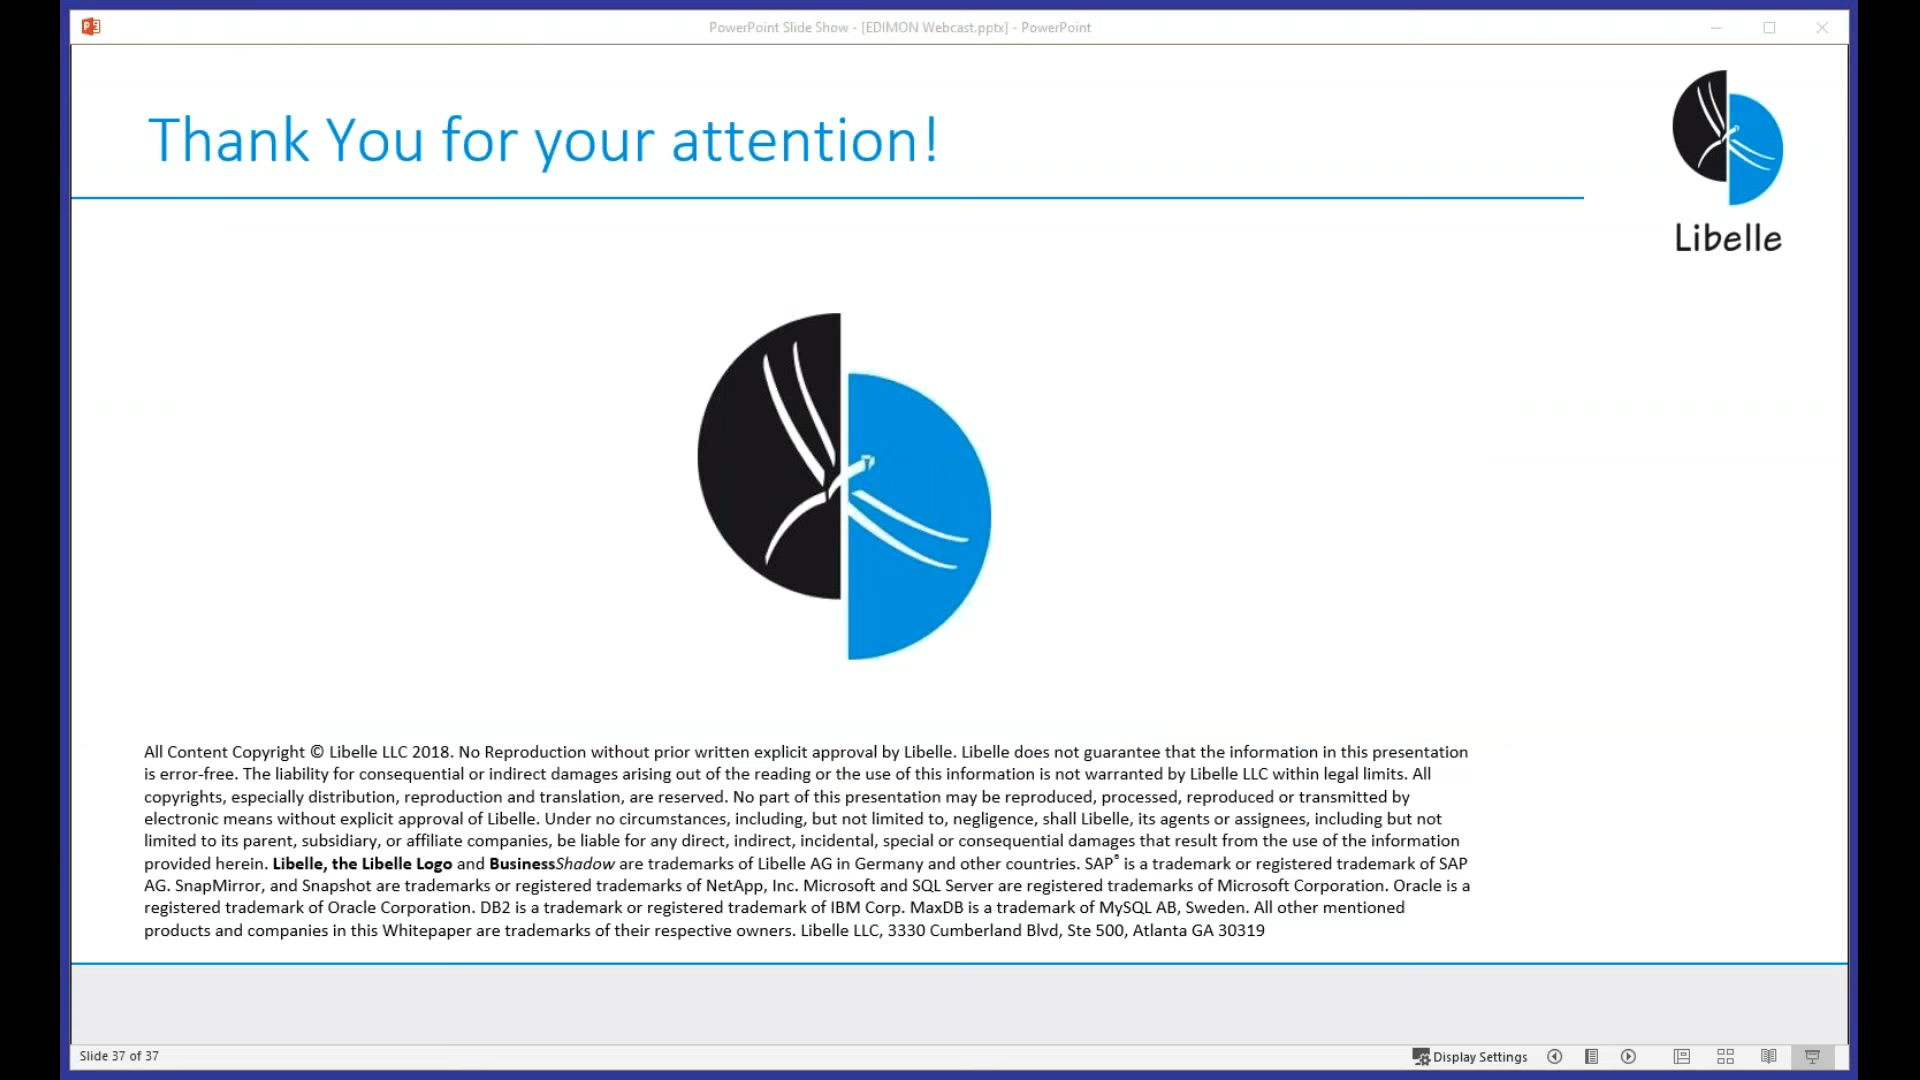 PowerPoint Slide Show - [EDIMON Webcast.pptx] - PowerPoint
Thank You for your attention!
Libelle
All Content Copyright © Libelle LLC 2018. No Reproduction without prior written explicit approval by Libelle. Libelle does not guarantee that the information in this presentation
is error-free. The liability for consequential or indirect damages arising out of the reading or the use of this information is not warranted by Libelle LLC within legal limits. All
copyrights, especially distribution, reproduction and translation, are reserved. No part of this presentation may be reproduced, processed, reproduced or transmitted by
electronic means without explicit approval of Libelle. Under no circumstances, including, but not limited to, negligence, shall Libelle, its agents or assignees, including but not
limited to its parent, subsidiary, or affiliate companies, be liable for any direct, indirect, incidental, special or consequential damages that result from the use of the information
provided herein. Libelle, the Libelle Logo and BusinessShadow are trademarks of Libelle AG in Germany and other countries. SAP® is a trademark or registered trademark of SAP
AG. SnapMirror, and Snapshot are trademarks or registered trademarks of NetApp, Inc. Microsoft and SQL Server are registered trademarks of Microsoft Corporation. Oracle is a
registered trademark of Oracle Corporation. DB2 is a trademark or registered trademark of IBM Corp. MaxDB is a trademark of MySQL AB, Sweden. All other mentioned
products and companies in this Whitepaper are trademarks of their respective owners. Libelle LLC, 3330 Cumberland Blvd, Ste 500, Atlanta GA 30319
Slide 37 of 37
Display Settings